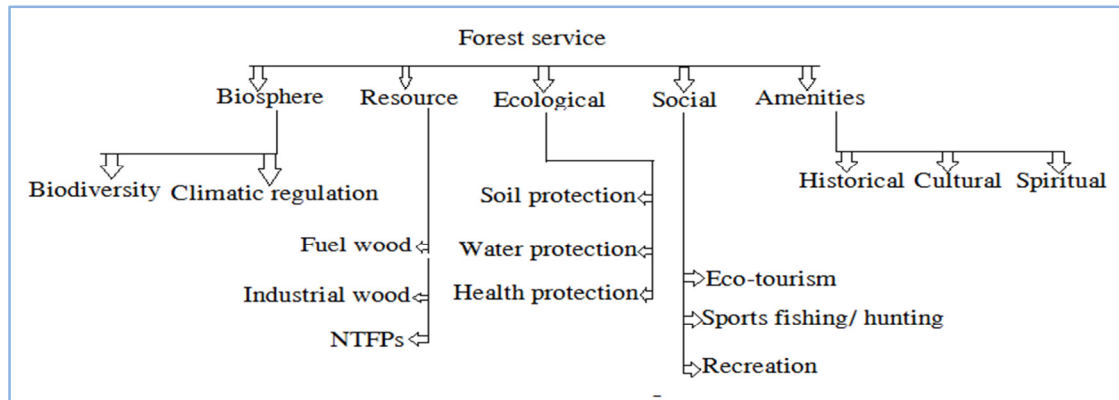 Forest service
Biosphere Resource Ecological Social Amenities
Biodiversity Climatic regulation
Historical Cultural Spiritual
Soil protection
Fuel wood
Water protection
Industrial wood
Health protection
NTFPs
Eco-tourism
Sports fishing/ hunting
Recreation